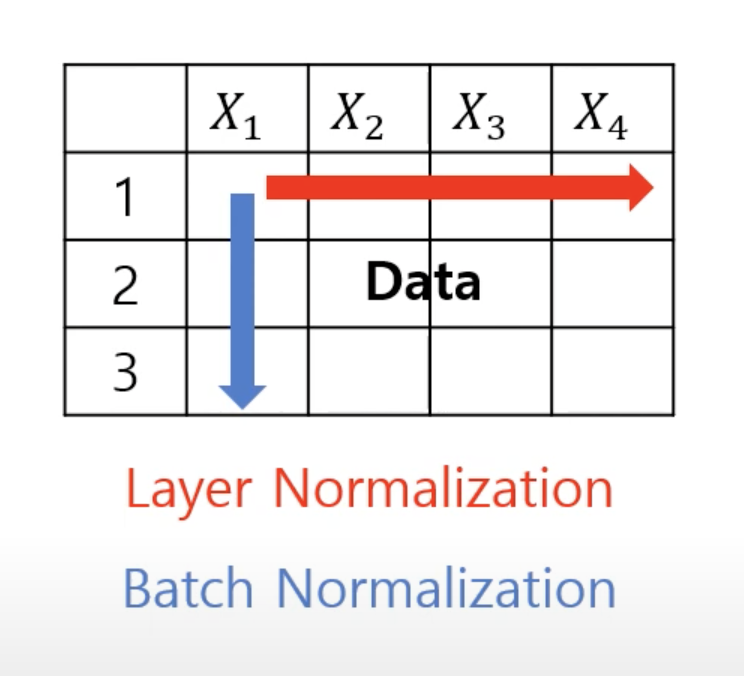 X₁ X₂ X₃ X₄
1
2 Data
3
Layer Normalization
Batch Normalization